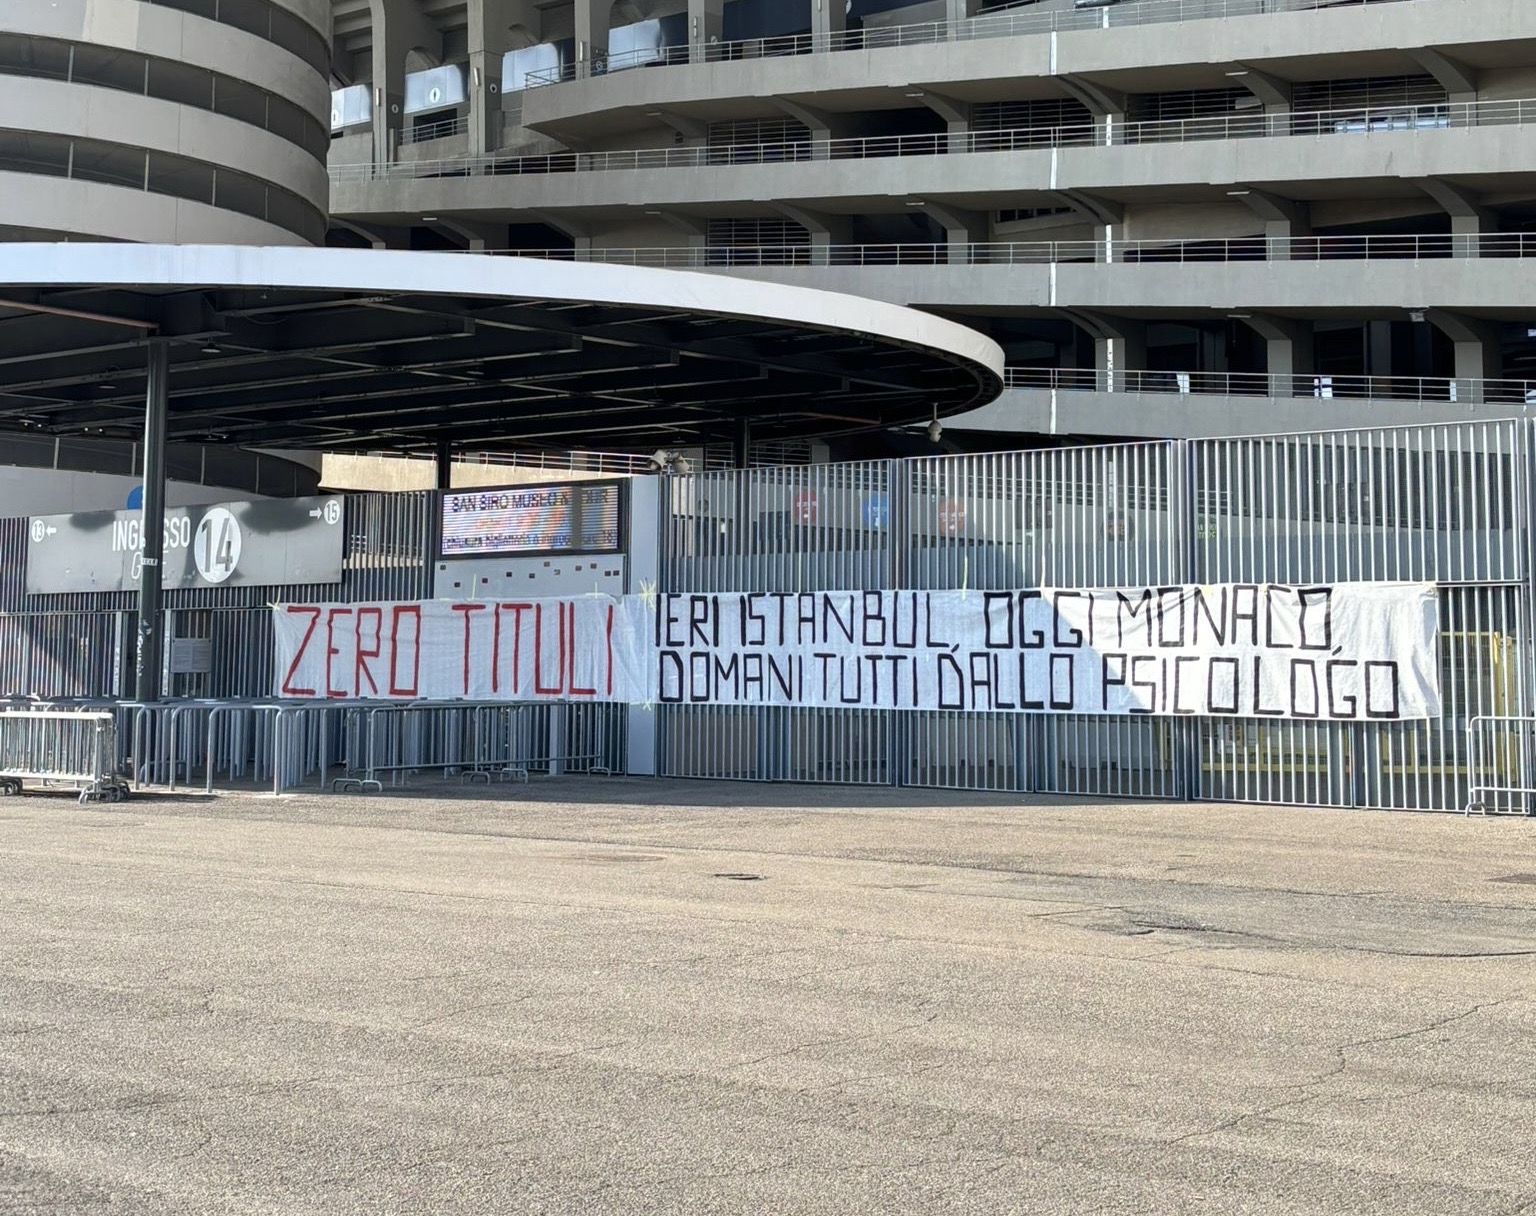 13
INGRESSO
14
15
SAN SIRO MUSEO
ZERO TITULI
IERI ISTANBUL, OGGI MONACO,
DOMANI TUTTI DALLO PSICOLOGO